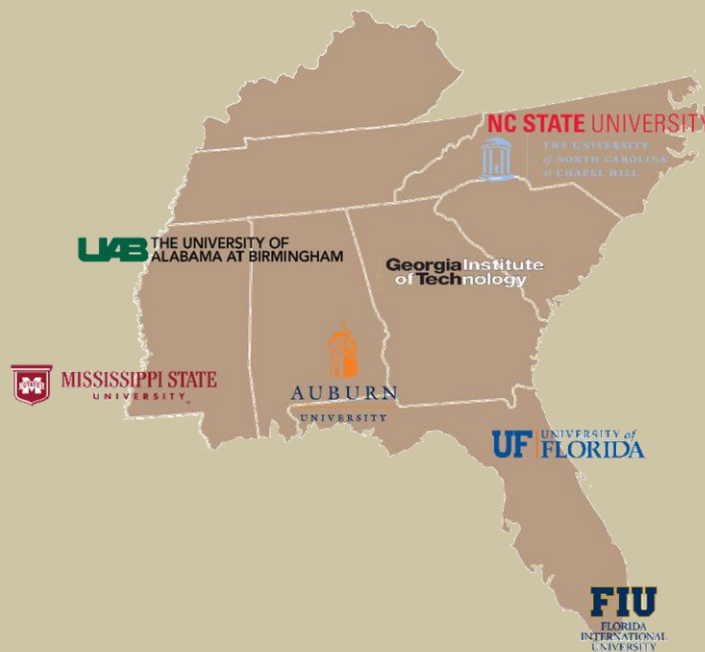 NC STATE UNIVERSITY
THE UNIVERSITY
of NORTH CAROLINA
at CHAPEL HILL
UAB THE UNIVERSITY OF
ALABAMA AT BIRMINGHAM
Georgia Institute
of Technology
MISSISSIPPI STATE
UNIVERSITY™
AUBURN
UNIVERSITY
UF UNIVERSITY of
FLORIDA
FIU
FLORIDA
INTERNATIONAL
UNIVERSITY